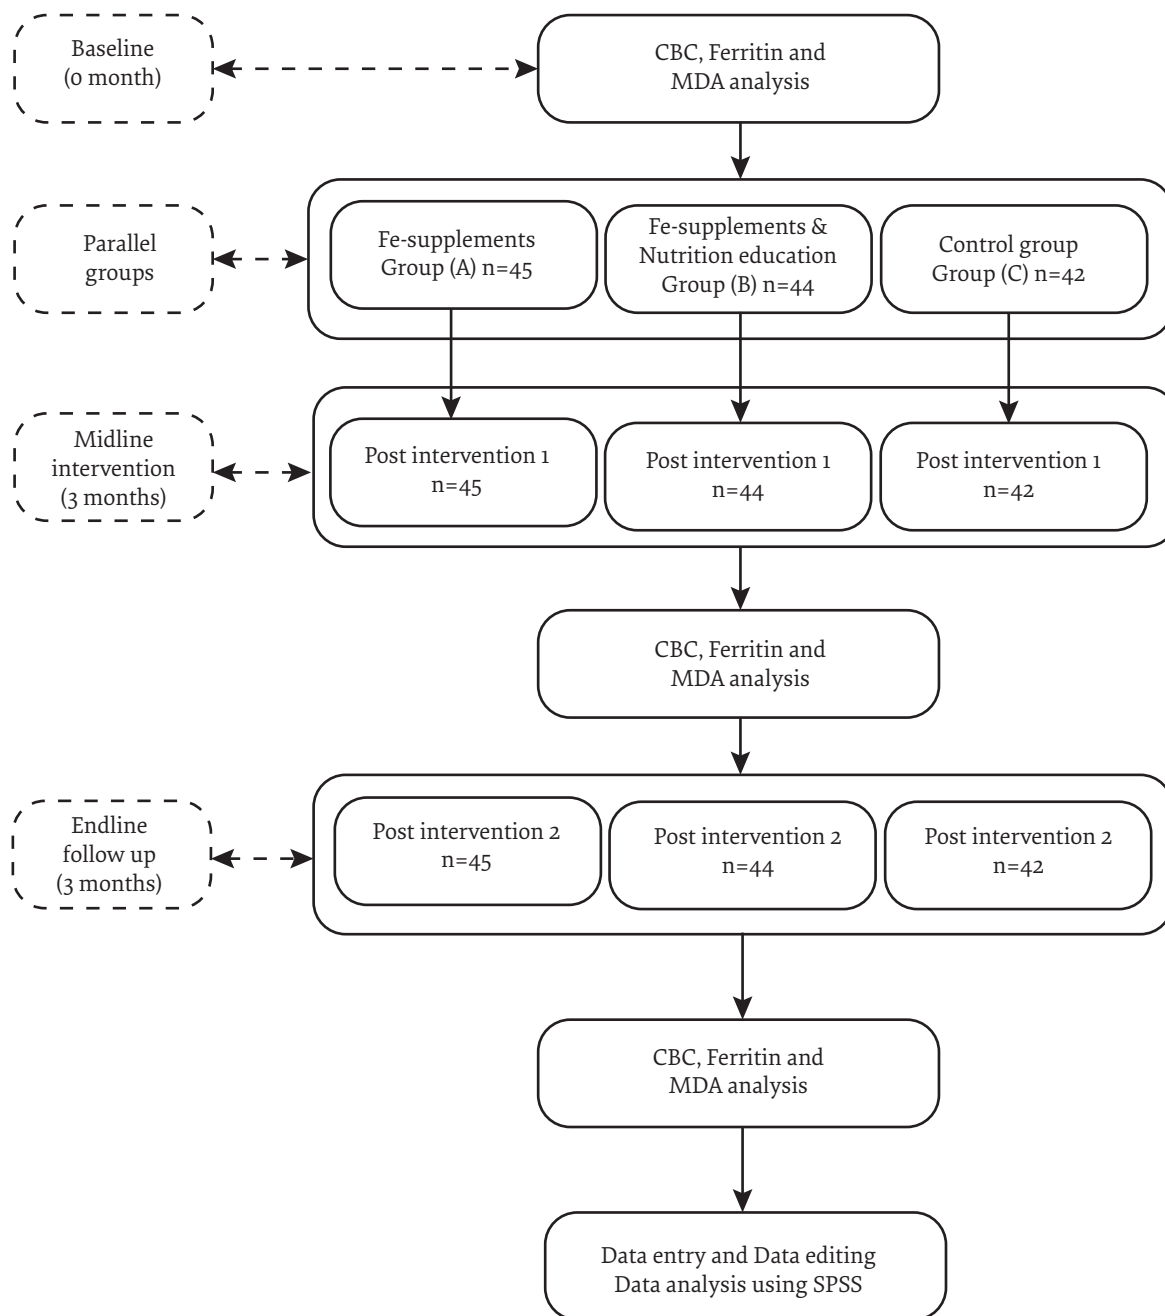 Baseline
(0 month)
CBC, Ferritin and
MDA analysis
Parallel
groups
Fe-supplements
Group (A) n=45
Fe-supplements &
Nutrition education
Group (B) n=44
Control group
Group (C) n=42
Midline
intervention
(3 months)
Post intervention 1
n=45
Post intervention 1
n=44
Post intervention 1
n=42
CBC, Ferritin and
MDA analysis
Endline
follow up
(3 months)
Post intervention 2
n=45
Post intervention 2
n=44
Post intervention 2
n=42
CBC, Ferritin and
MDA analysis
Data entry and Data editing
Data analysis using SPSS